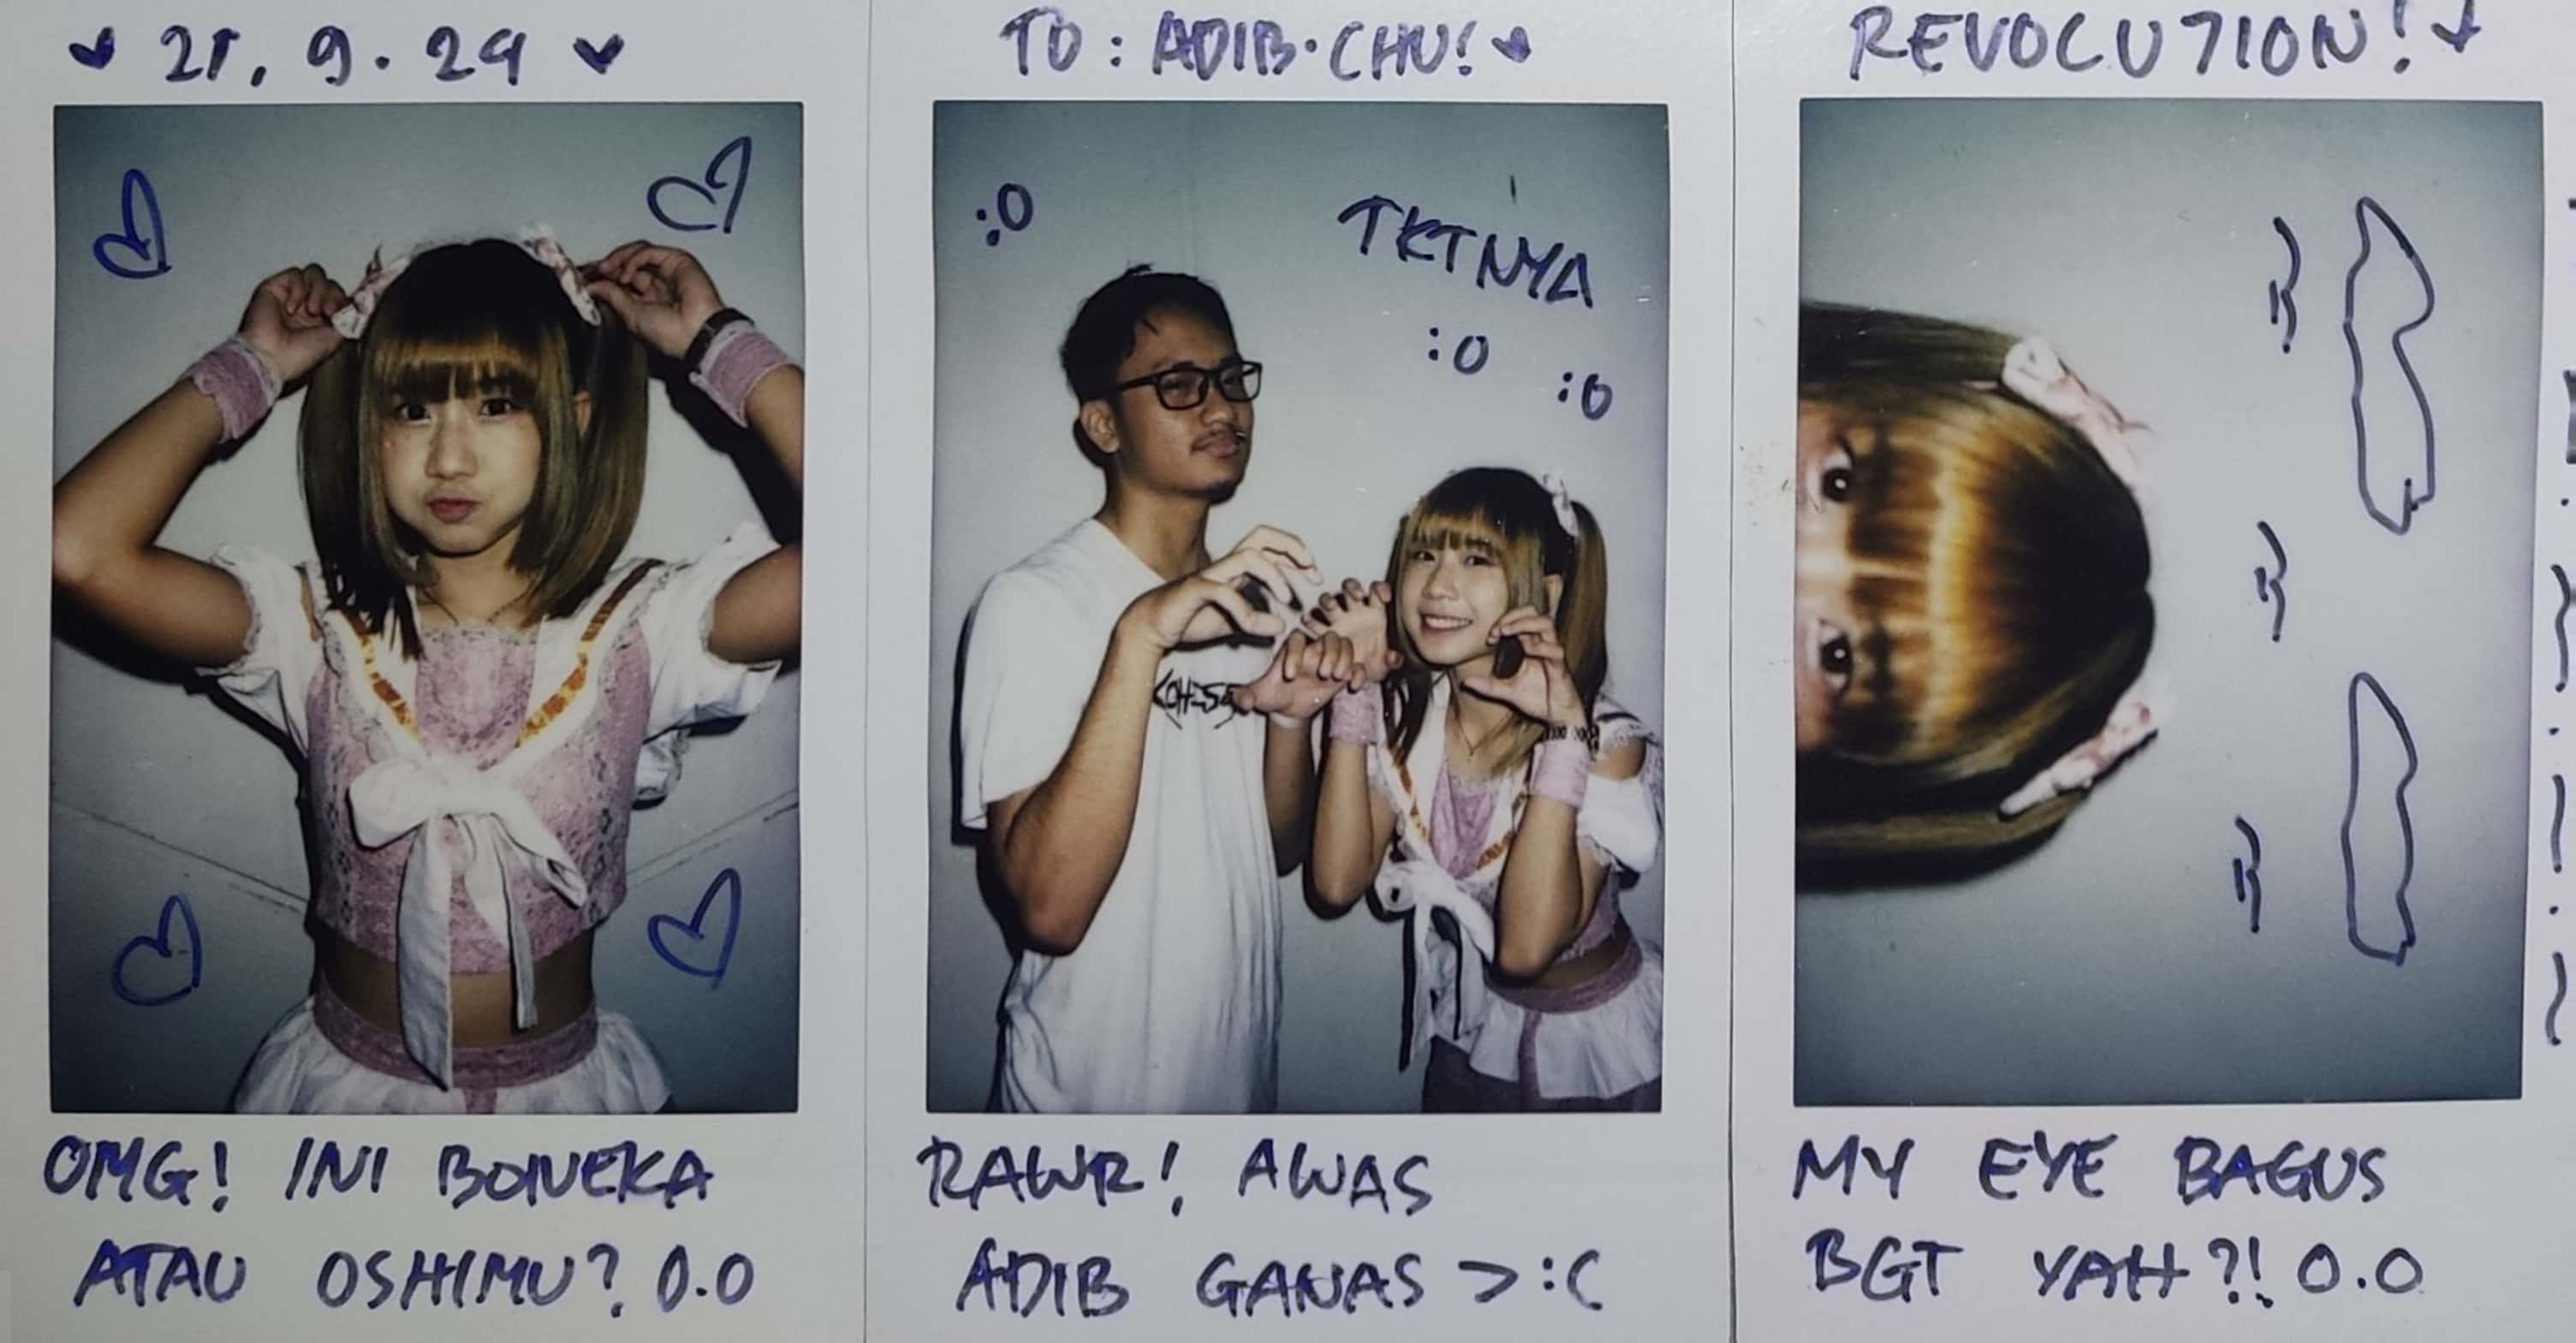 21. 9. 24
OMG! INI BONEKA
ATAU OSHIMU? O.O
TO: ADIB-CHU!
:O
TKTNYA
:O
:O
RAWR! AWAS
ADIB GANAS >:(
REVOLUTION!
MY EYE BAGUS
BGT YAH?! O.O